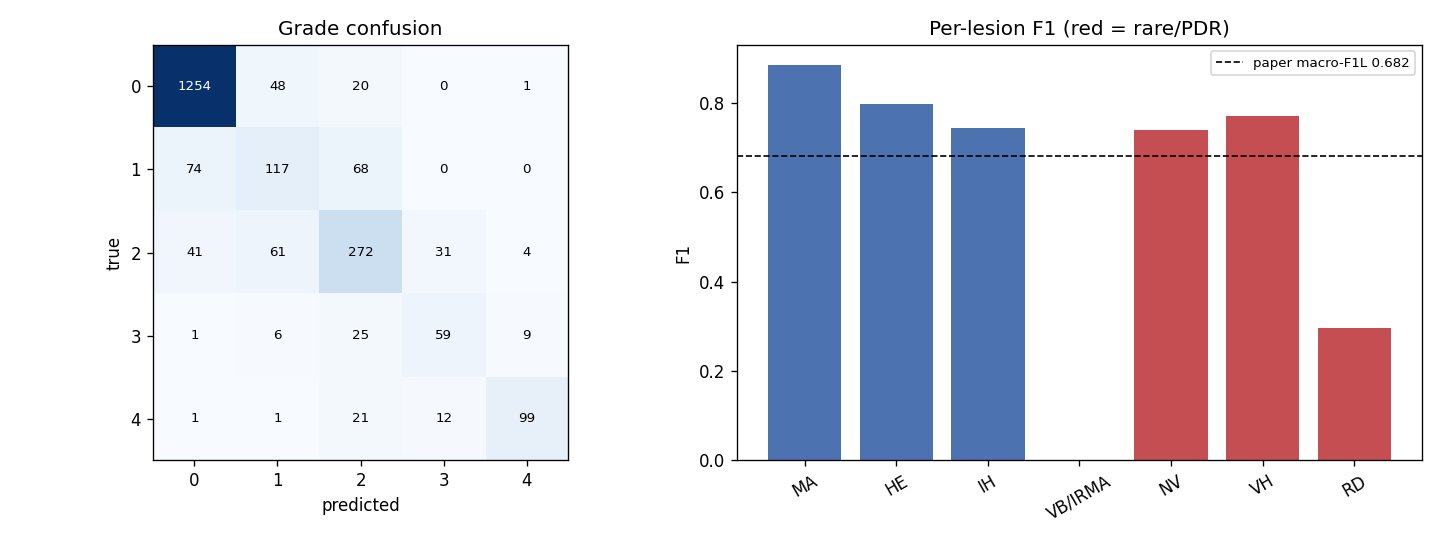 Grade confusion
true
0 1254 48 20 0 1
1 74 117 68 0 0
2 41 61 272 31 4
3 1 6 25 59 9
4 1 1 21 12 99
0 1 2 3 4
predicted
Per-lesion F1 (red = rare/PDR)
paper macro-F1L 0.682
F1
0.8
0.6
0.4
0.2
0.0
MA HE IH VB/IRMA NV VH RD